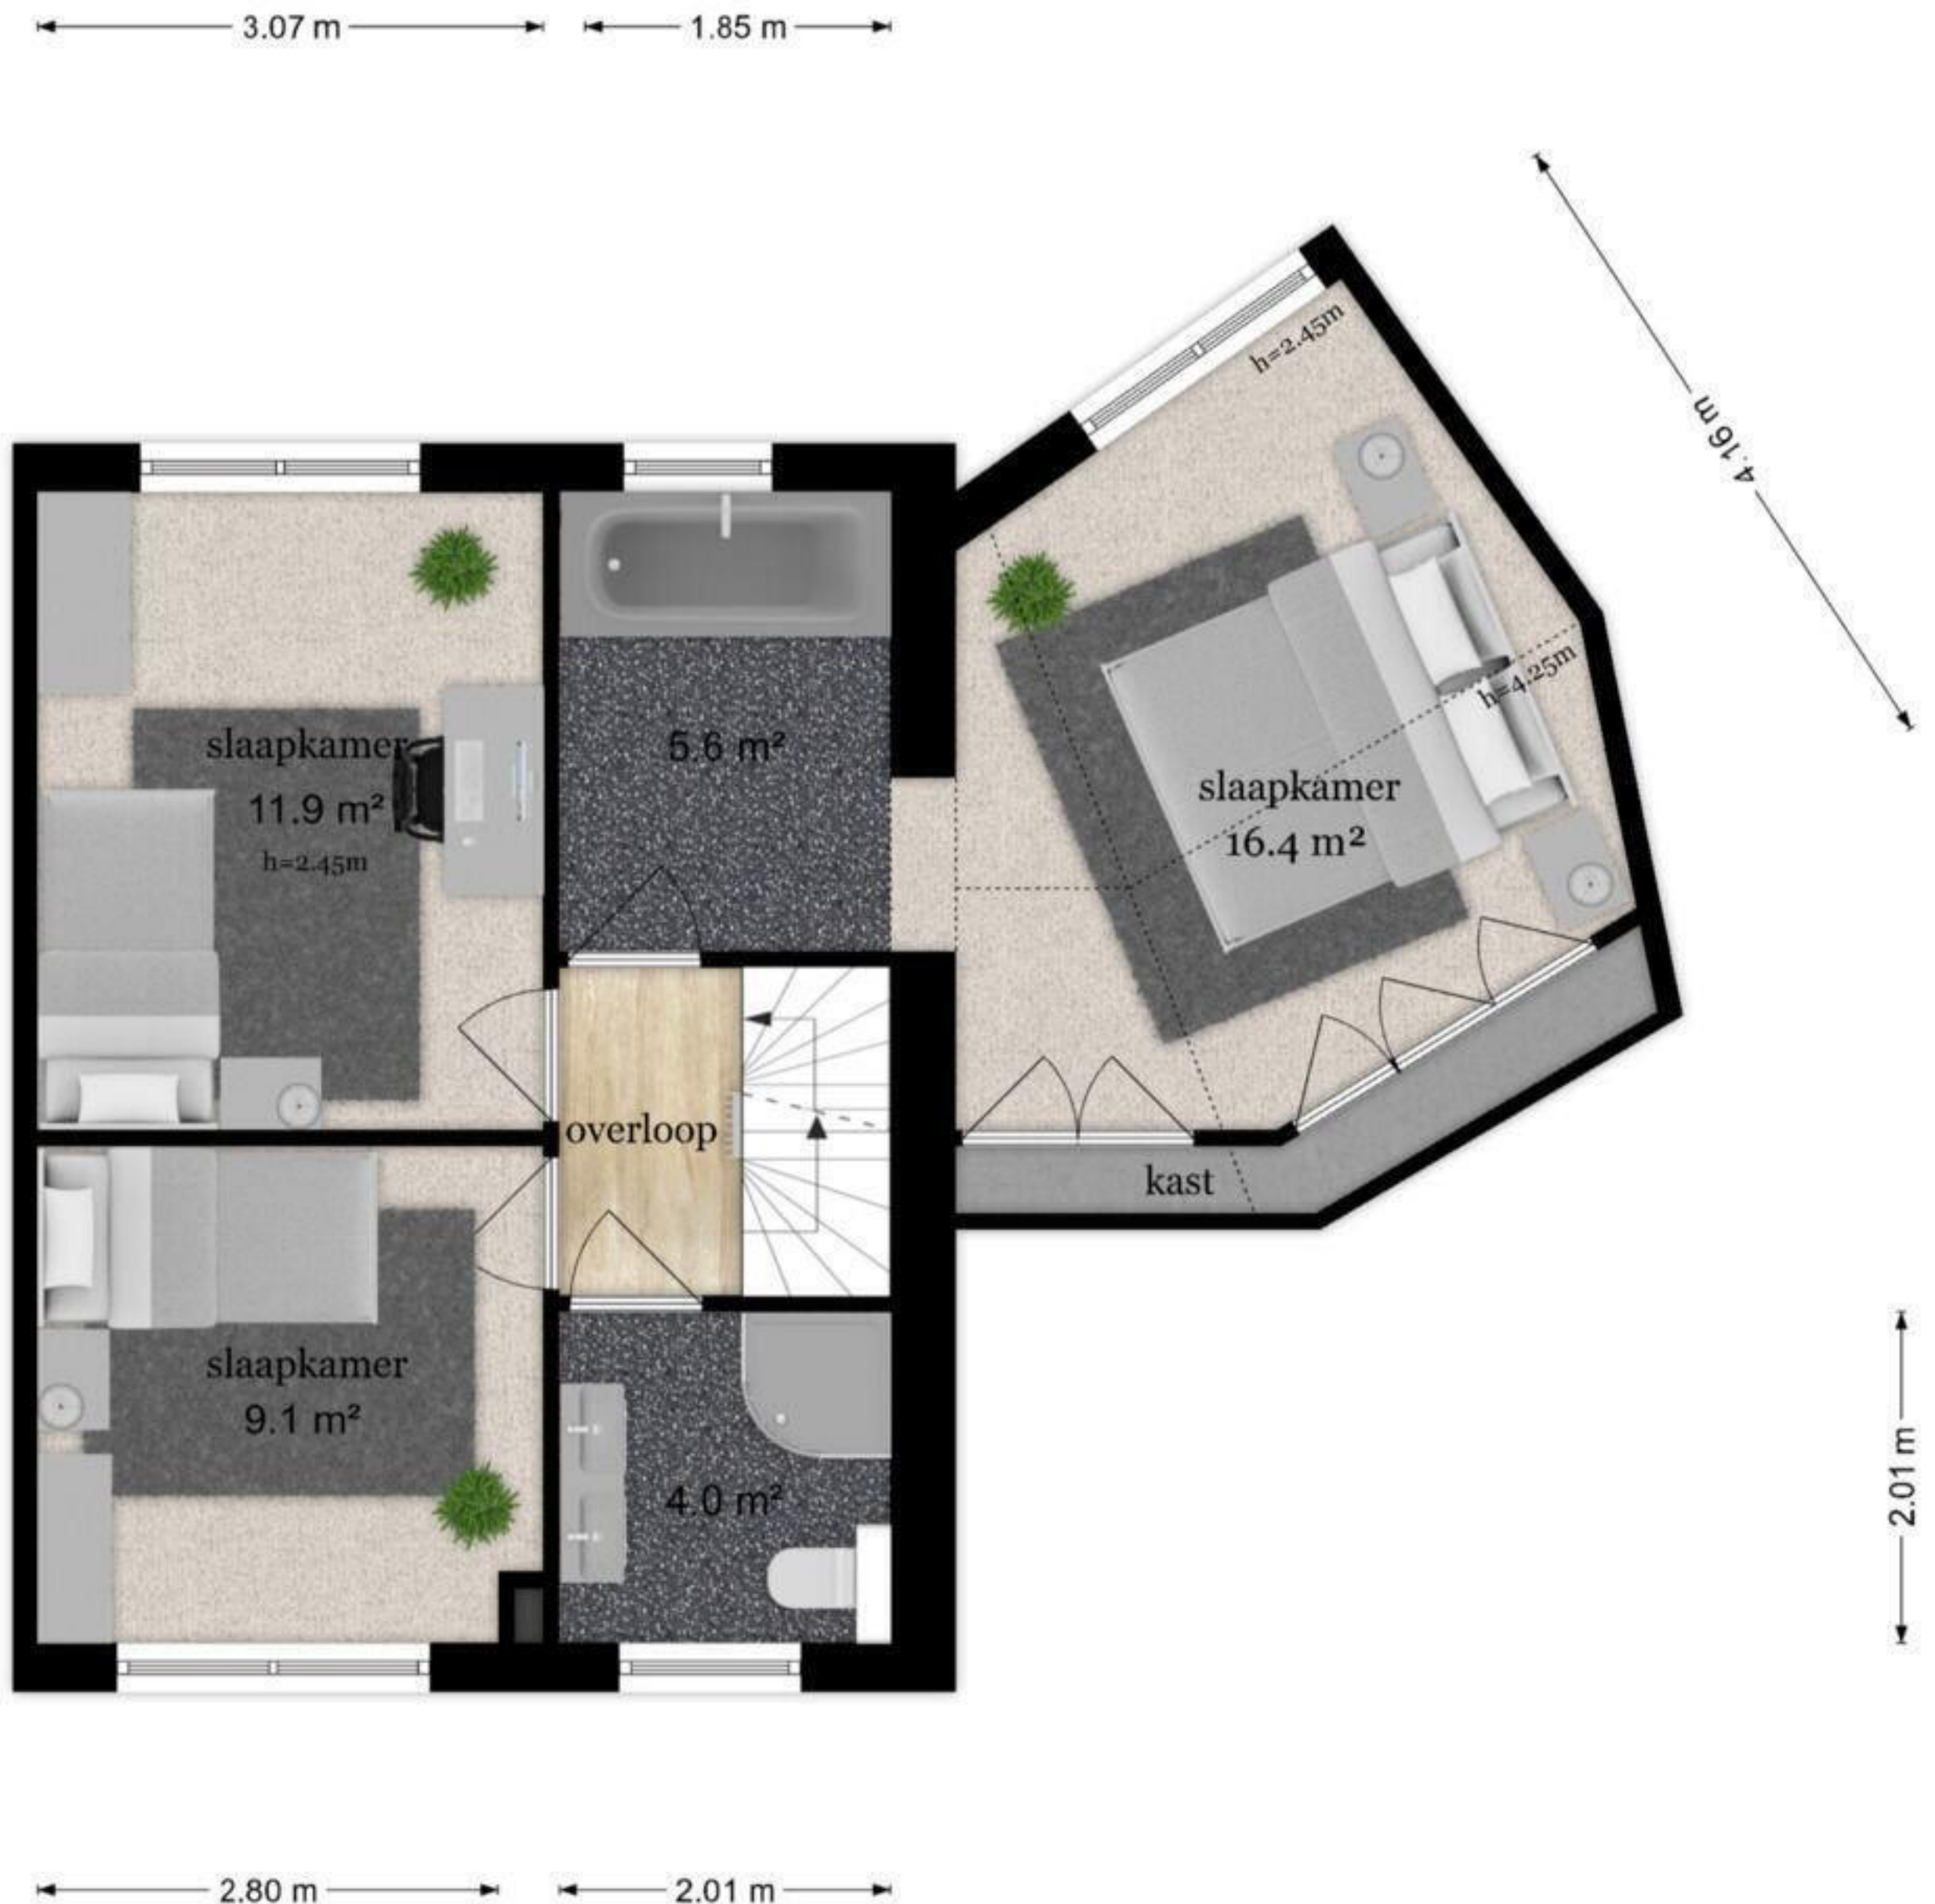 3.07 m
1.85 m
4.16 m
h=2.45m
h=4.25m
slaapkamer
11.9 m²
h=2.45m
5.6 m²
slaapkamer
16.4 m²
overloop
kast
slaapkamer
9.1 m²
4.0 m²
2.01 m
2.80 m
2.01 m